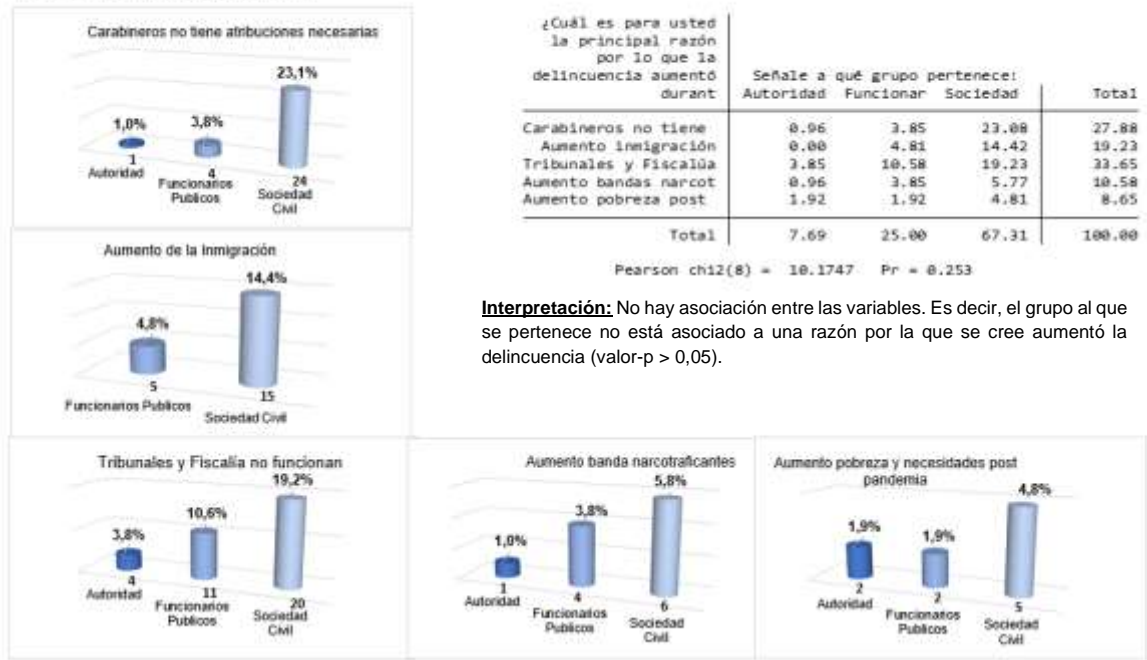 Carabineros no tiene atribuciones necesarias
23,1%
1,0%
3,8%
1
4
24
Autoridad
Funcionarios
Publicos
Sociedad
Civil
¿Cuál es para usted
la principal razón
por lo que la
delincuencia aumentó Señale a qué grupo pertenece:
durant Autoridad Funcionar Sociedad Total
Carabineros no tiene 0.96 3.85 23.08 27.88
Aumento inmigración 0.00 4.81 14.42 19.23
Tribunales y Fiscalúa 3.85 10.58 19.23 33.65
Aumento bandas narcot 0.96 3.85 5.77 10.58
Aumento pobreza post 1.92 1.92 4.81 8.65
Total 7.69 25.00 67.31 100.00
Pearson chi2(8) = 10.1747 Pr = 0.253
Interpretación: No hay asociación entre las variables. Es decir, el grupo al que
se pertenece no está asociado a una razón por la que se cree aumentó la
delincuencia (valor-p > 0,05).
Aumento de la Inmigración
14,4%
4,8%
5
15
Funcionarios Publicos
Sociedad Civil
Tribunales y Fiscalía no funcionan
19,2%
10,6%
3,8%
4
11
20
Autoridad
Funcionarios
Publicos
Sociedad
Civil
Aumento banda narcotraficantes
5,8%
3,8%
1,0%
1
4
6
Autoridad
Funcionarios
Publicos
Sociedad
Civil
Aumento pobreza y necesidades post
pandemia
4,8%
1,9%
1,9%
2
2
5
Autoridad
Funcionarios
Publicos
Sociedad
Civil